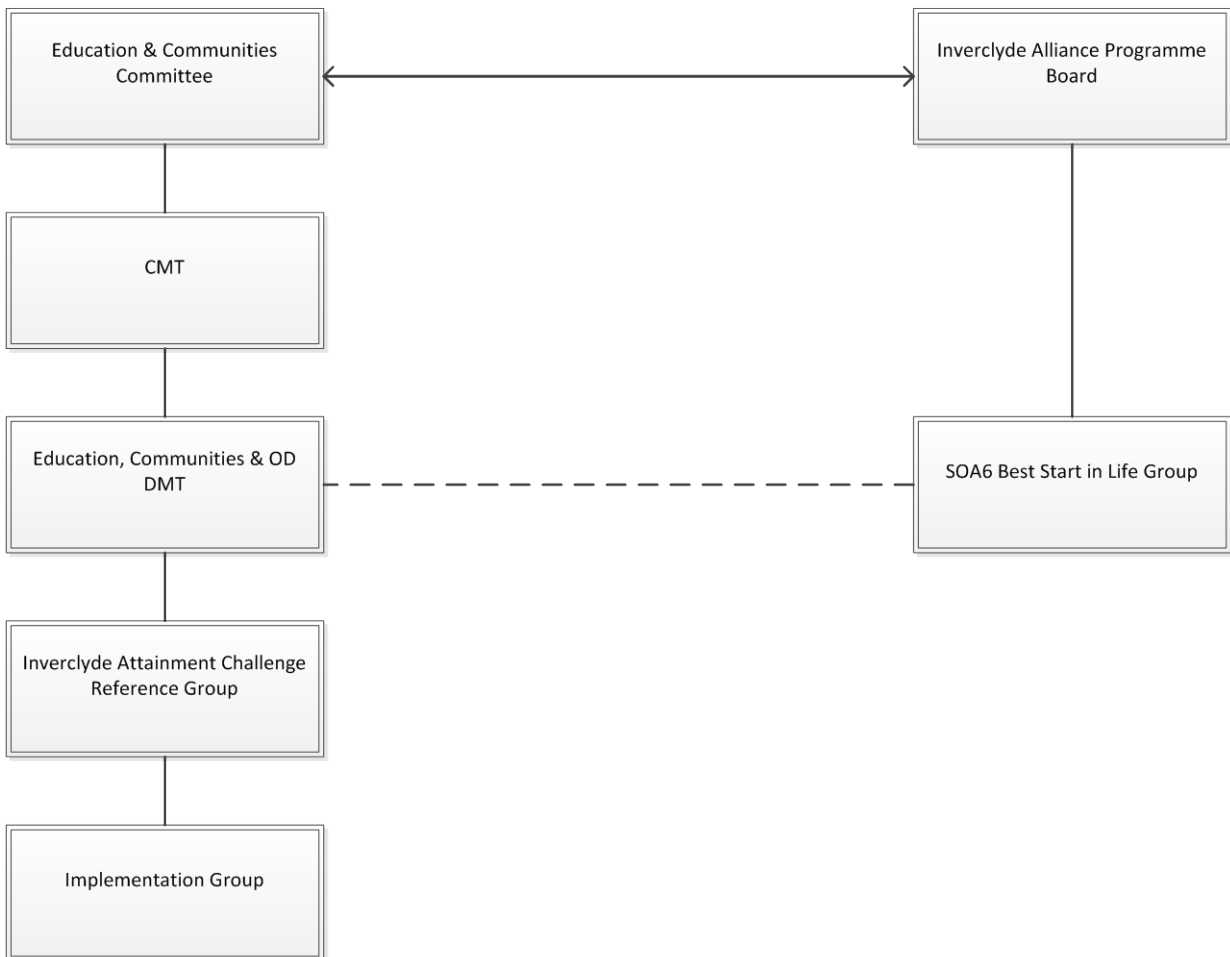 Education & Communities
Committee
Inverclyde Alliance Programme
Board
CMT
Education, Communities & OD
DMT
SOA6 Best Start in Life Group
Inverclyde Attainment Challenge
Reference Group
Implementation Group